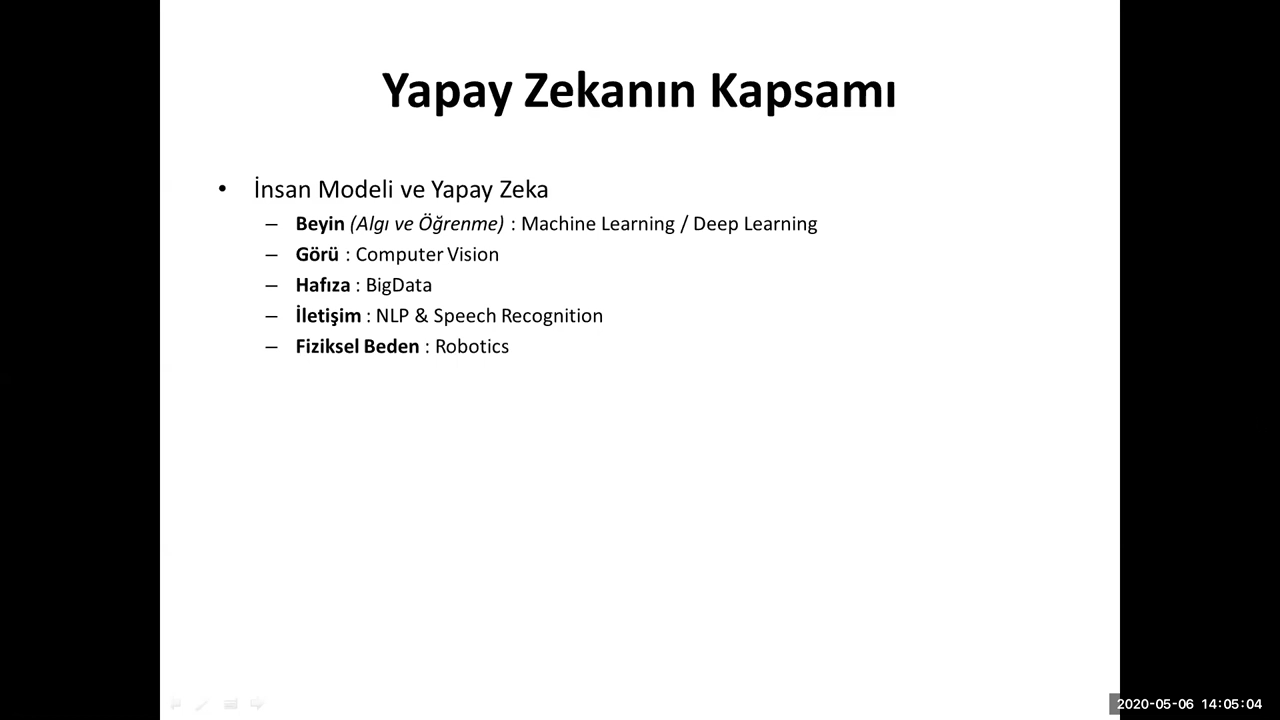 Yapay Zekanın Kapsamı
• İnsan Modeli ve Yapay Zeka
– Beyin (Algı ve Öğrenme) : Machine Learning / Deep Learning
– Görü : Computer Vision
– Hafıza : BigData
– İletişim : NLP & Speech Recognition
– Fiziksel Beden : Robotics
2020-05-06 14:05:04